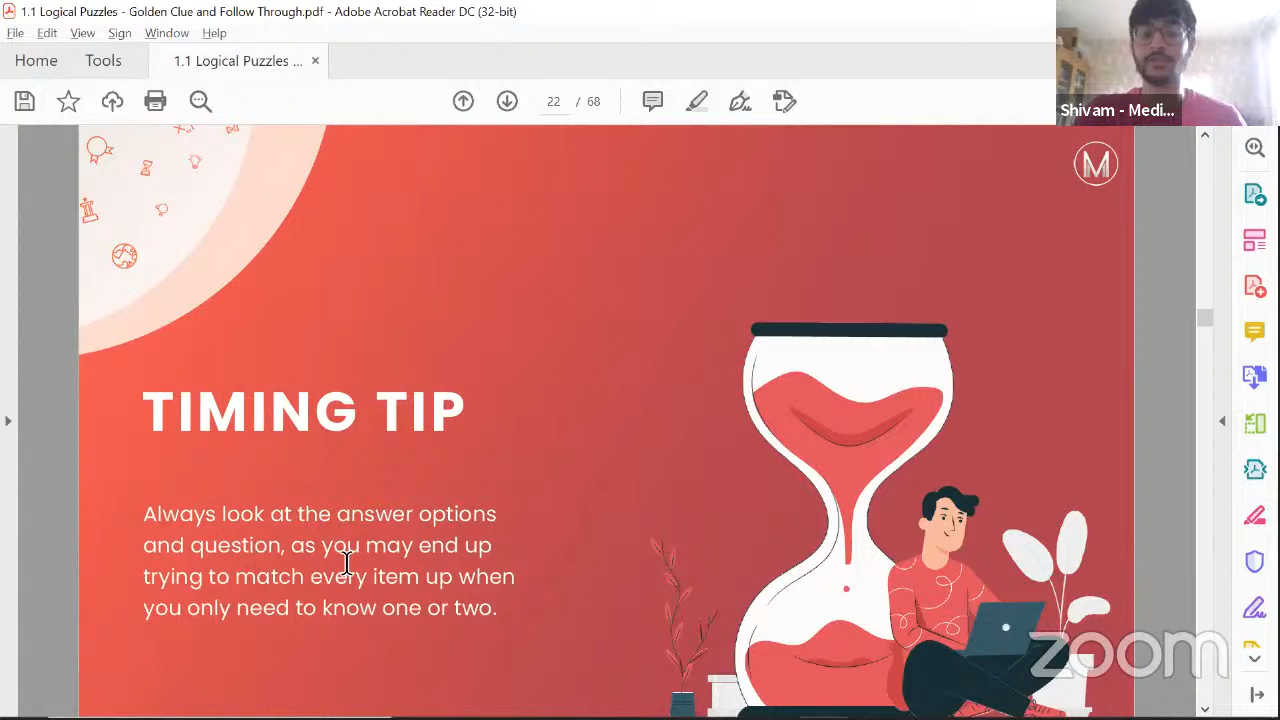 1.1 Logical Puzzles - Golden Clue and Follow Through.pdf - Adobe Acrobat Reader DC (32-bit)
File Edit View Sign Window Help
Home Tools 1.1 Logical Puzzles ... ×
22 / 68
Shivam - Medi...
M
TIMING TIP
Always look at the answer options
and question, as you may end up
trying to match every item up when
you only need to know one or two.
zoom